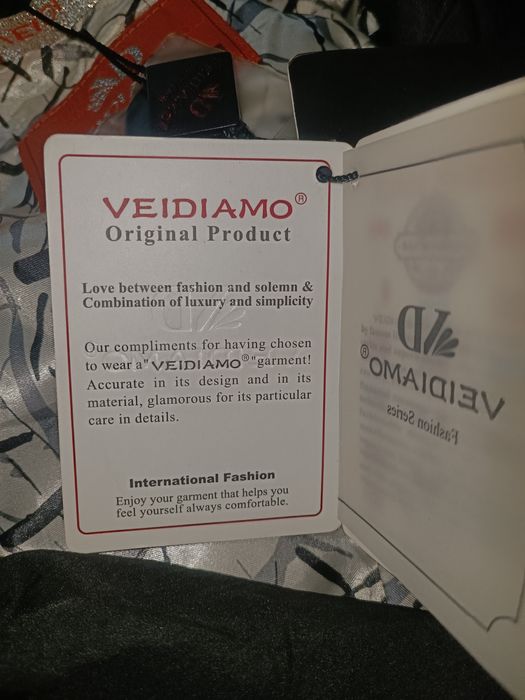 VEIDIAMO®
Original Product
Love between fashion and solemn &
Combination of luxury and simplicity
Our compliments for having chosen
to wear a" VEIDIAMO® "garment!
Accurate in its design and in its
material, glamorous for its particular
care in details.
International Fashion
Enjoy your garment that helps you
feel yourself always comfortable.
VD
VEIDIAMO®
Fashion Series